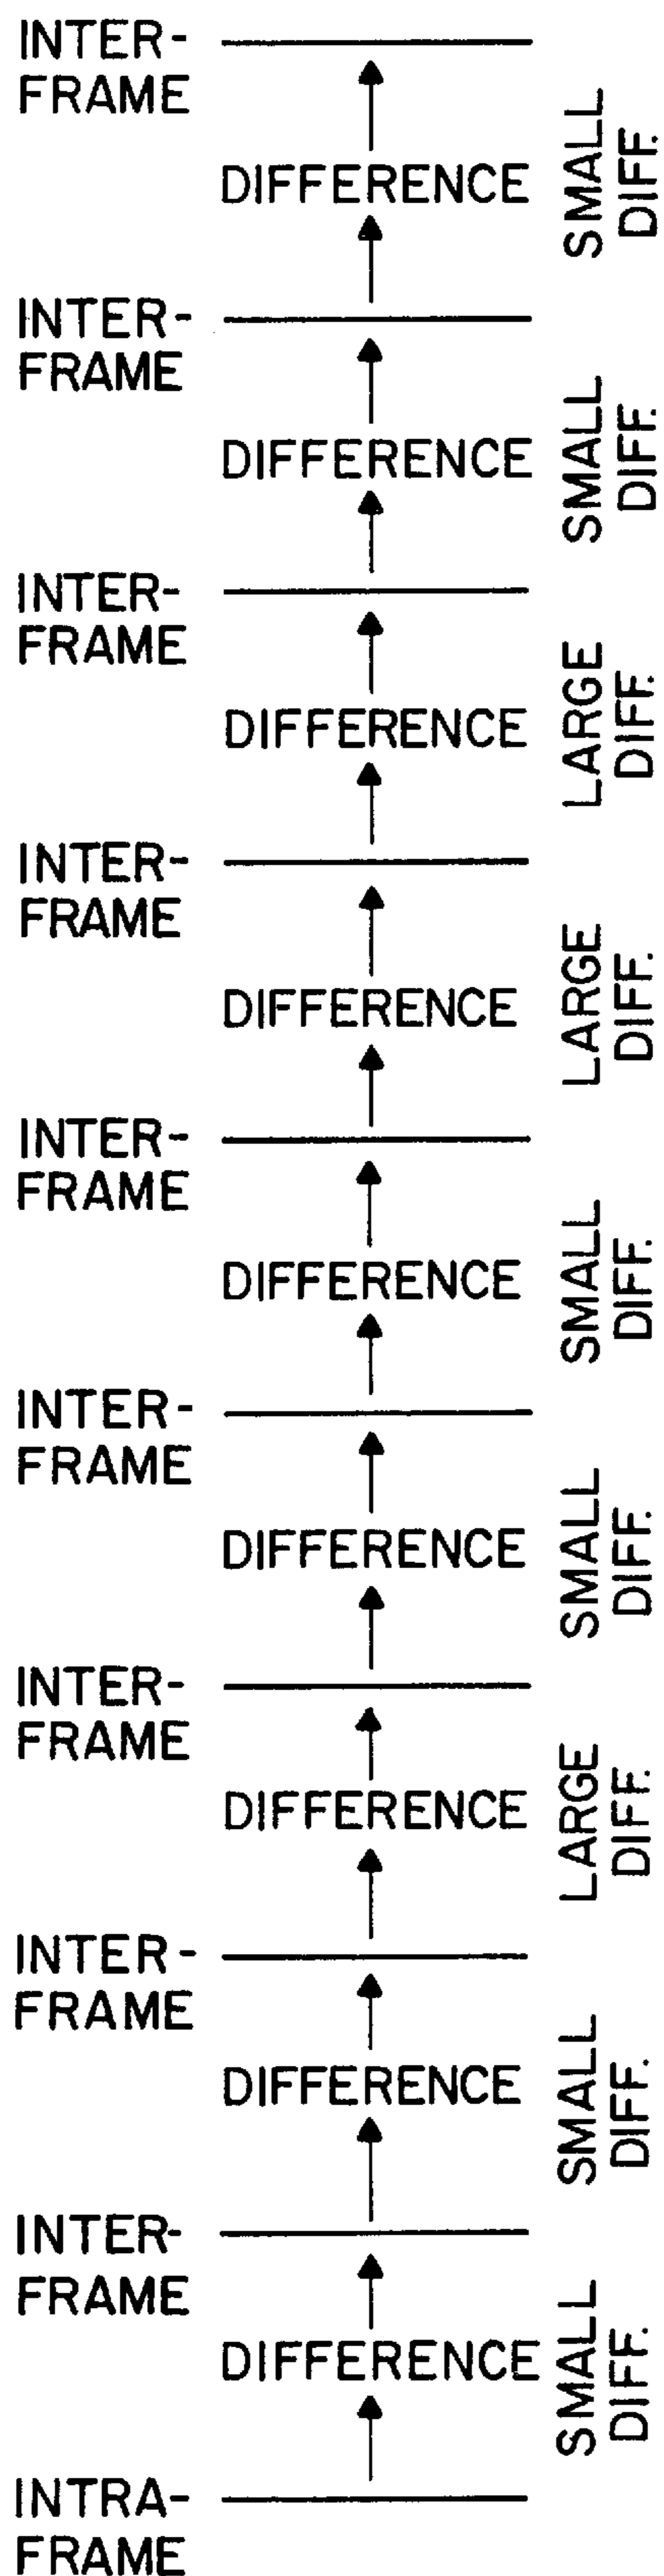 INTER-
FRAME
DIFFERENCE
SMALL
DIFF.
INTER-
FRAME
DIFFERENCE
SMALL
DIFF.
INTER-
FRAME
DIFFERENCE
LARGE
DIFF.
INTER-
FRAME
DIFFERENCE
LARGE
DIFF.
INTER-
FRAME
DIFFERENCE
SMALL
DIFF.
INTER-
FRAME
DIFFERENCE
SMALL
DIFF.
INTER-
FRAME
DIFFERENCE
LARGE
DIFF.
INTER-
FRAME
DIFFERENCE
SMALL
DIFF.
INTER-
FRAME
DIFFERENCE
SMALL
DIFF.
INTRA-
FRAME